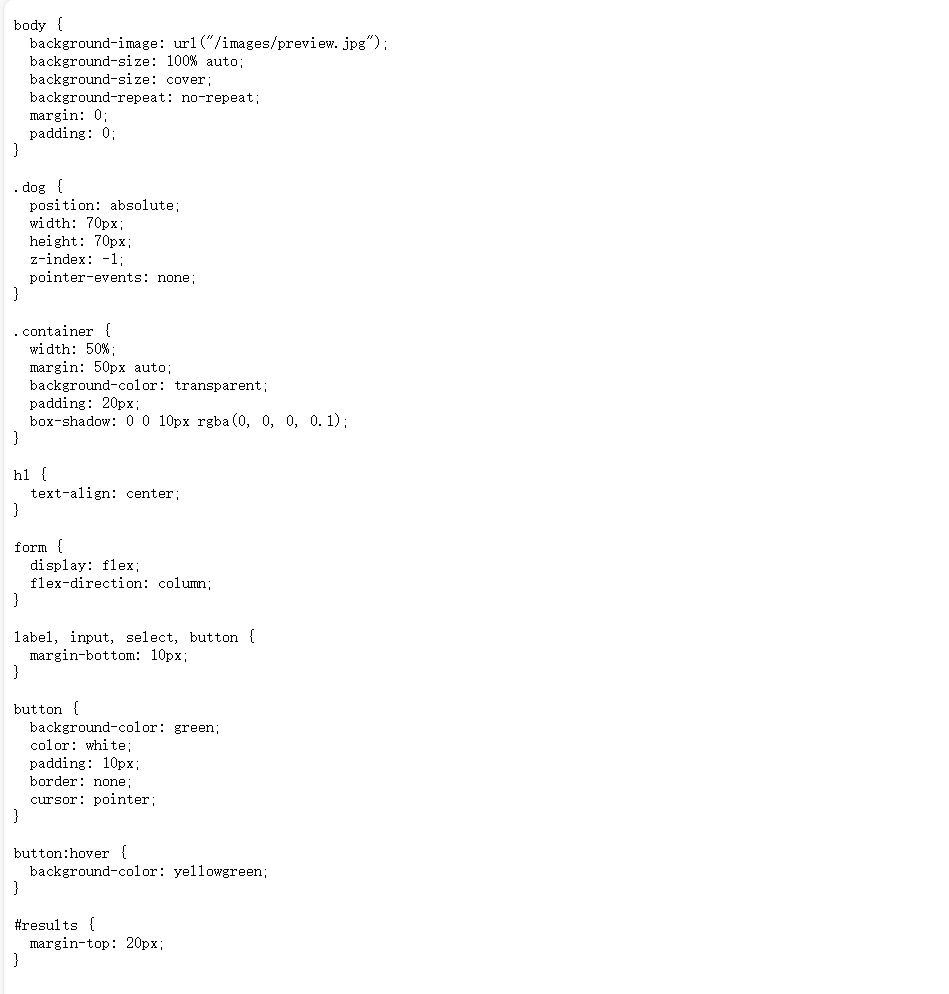 body {
  background-image: url("/images/preview.jpg");
  background-size: 100% auto;
  background-size: cover;
  background-repeat: no-repeat;
  margin: 0;
  padding: 0;
}

.dog {
  position: absolute;
  width: 70px;
  height: 70px;
  z-index: -1;
  pointer-events: none;
}

.container {
  width: 50%;
  margin: 50px auto;
  background-color: transparent;
  padding: 20px;
  box-shadow: 0 0 10px rgba(0, 0, 0, 0.1);
}

h1 {
  text-align: center;
}

form {
  display: flex;
  flex-direction: column;
}

label, input, select, button {
  margin-bottom: 10px;
}

button {
  background-color: green;
  color: white;
  padding: 10px;
  border: none;
  cursor: pointer;
}

button:hover {
  background-color: yellowgreen;
}

#results {
  margin-top: 20px;
}